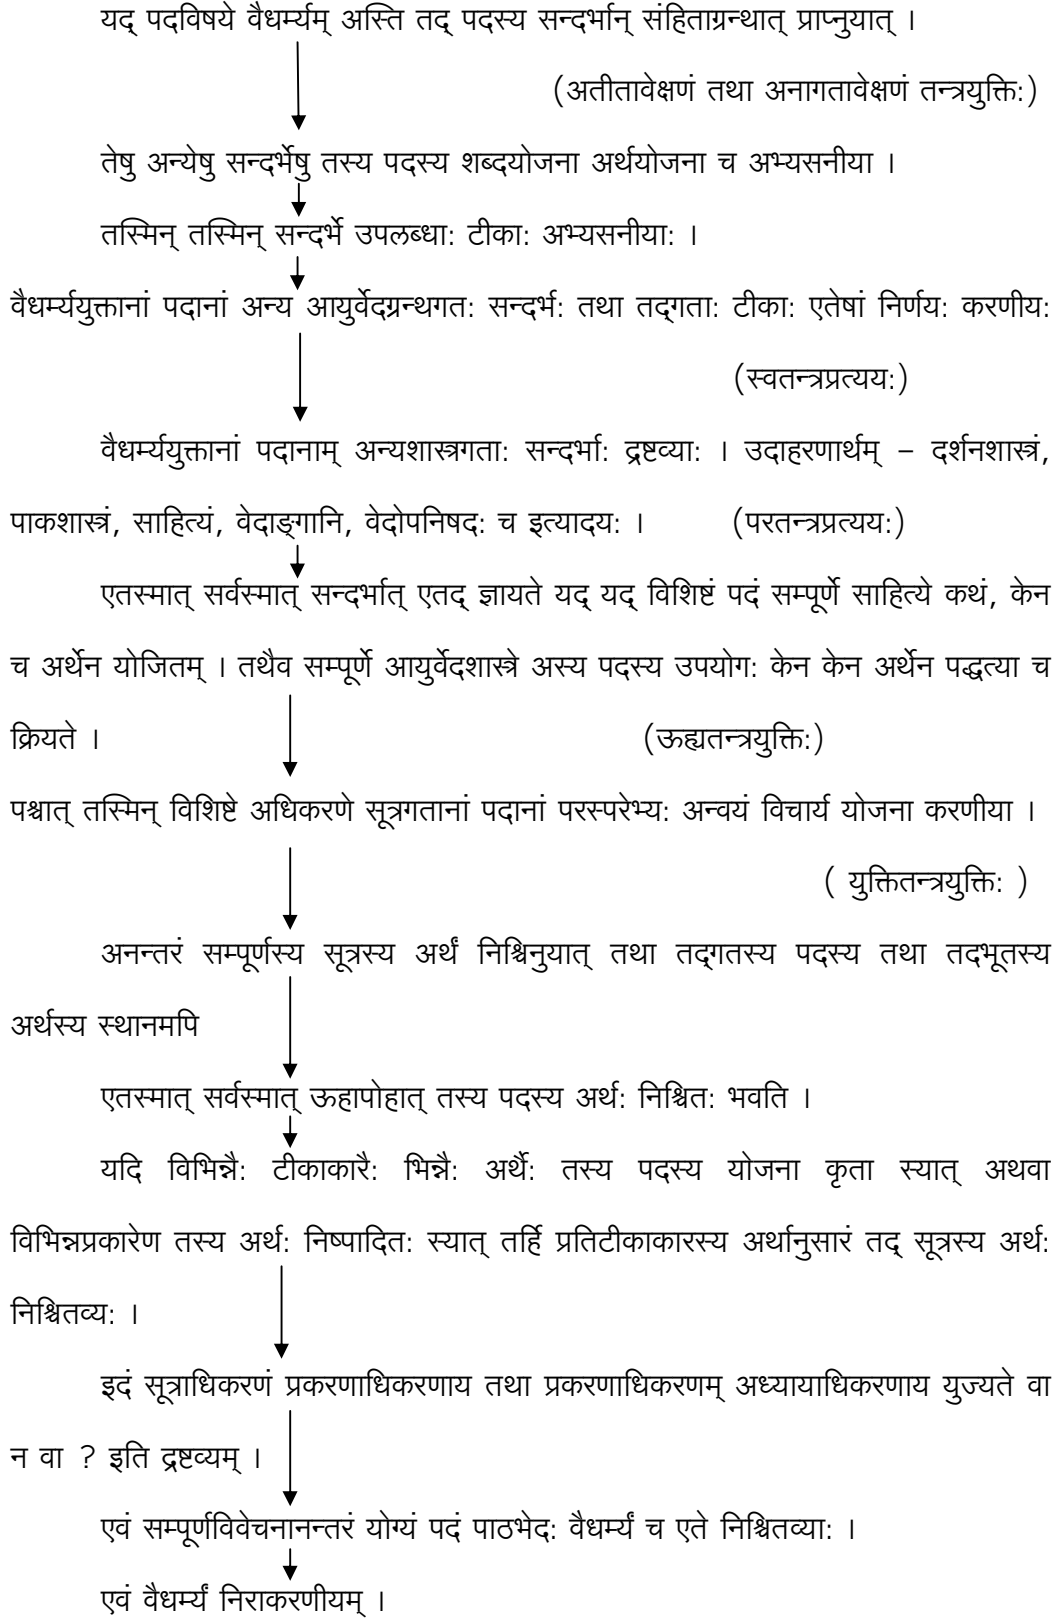 यद् पदविषये वैधर्म्यम् अस्ति तद् पदस्य सन्दर्भान् संहिताग्रन्थात् प्राप्नुयात् ।
(अतीतावेक्षणं तथा अनागतावेक्षणं तन्त्रयुक्ति:)
तेषु अन्येषु सन्दर्भेषु तस्य पदस्य शब्दयोजना अर्थयोजना च अभ्यसनीया ।
तस्मिन् तस्मिन् सन्दर्भे उपलब्धा: टीका: अभ्यसनीया: ।
वैधर्म्ययुक्तानां पदानां अन्य आयुर्वेदग्रन्थगत: सन्दर्भ: तथा तद्गता: टीका: एतेषां निर्णय: करणीय:
(स्वतन्त्रप्रत्यय:)
वैधर्म्ययुक्तानां पदानाम् अन्यशास्त्रगता: सन्दर्भा: द्रष्टव्या: । उदाहरणार्थम् – दर्शनशास्त्रं,
पाकशास्त्रं, साहित्यं, वेदाङ्गानि, वेदोपनिषद: च इत्यादय: । (परतन्त्रप्रत्यय:)
एतस्मात् सर्वस्मात् सन्दर्भात् एतद् ज्ञायते यद् यद् विशिष्टं पदं सम्पूर्णे साहित्ये कथं, केन
च अर्थेन योजितम् । तथैव सम्पूर्णे आयुर्वेदशास्त्रे अस्य पदस्य उपयोग: केन केन अर्थेन पद्धत्या च
क्रियते । (ऊह्यतन्त्रयुक्ति:)
पश्चात् तस्मिन् विशिष्टे अधिकरणे सूत्रगतानां पदानां परस्परेभ्य: अन्वयं विचार्य योजना करणीया ।
( युक्तितन्त्रयुक्ति: )
अनन्तरं सम्पूर्णस्य सूत्रस्य अर्थं निश्चिनुयात् तथा तद्गतस्य पदस्य तथा तदभूतस्य
अर्थस्य स्थानमपि
एतस्मात् सर्वस्मात् ऊहापोहात् तस्य पदस्य अर्थ: निश्चित: भवति ।
यदि विभिन्नै: टीकाकारै: भिन्नै: अर्थै: तस्य पदस्य योजना कृता स्यात् अथवा
विभिन्नप्रकारेण तस्य अर्थ: निष्पादित: स्यात् तर्हि प्रतिटीकाकारस्य अर्थानुसारं तद् सूत्रस्य अर्थ:
निश्चितव्य: ।
इदं सूत्राधिकरणं प्रकरणाधिकरणाय तथा प्रकरणाधिकरणम् अध्यायाधिकरणाय युज्यते वा
न वा ? इति द्रष्टव्यम् ।
एवं सम्पूर्णविवेचनानन्तरं योग्यं पदं पाठभेद: वैधर्म्यं च एते निश्चितव्या: ।
एवं वैधर्म्यं निराकरणीयम् ।